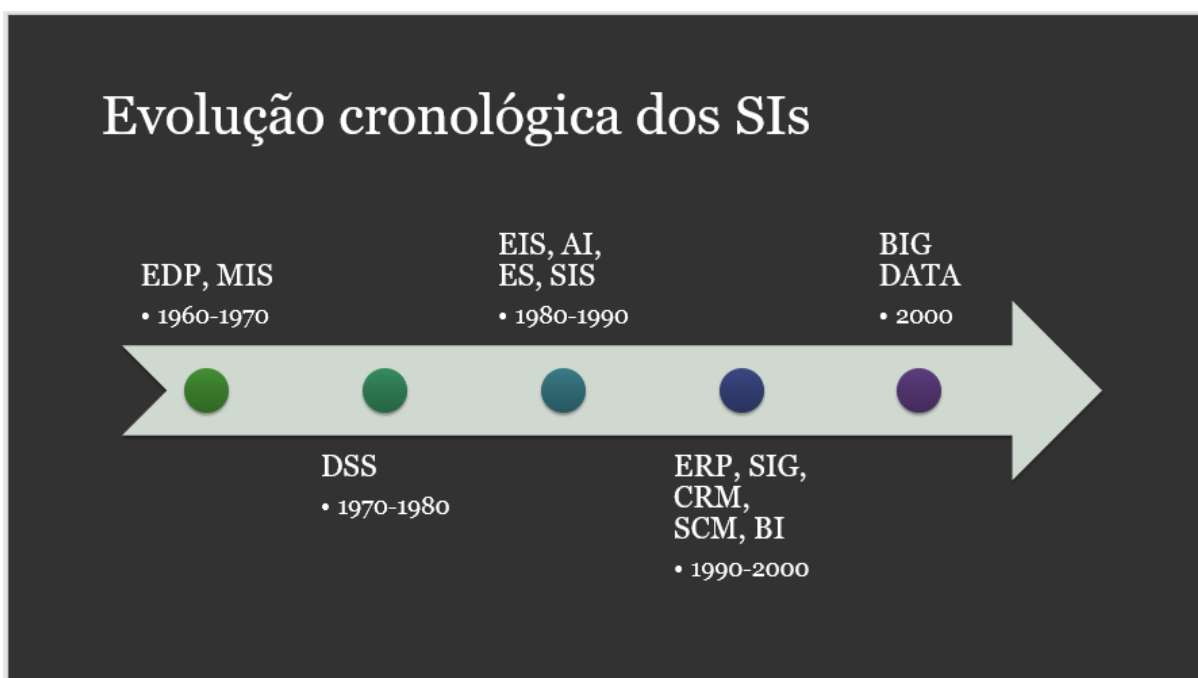 Evolução cronológica dos SIs
EDP, MIS
• 1960-1970
DSS
• 1970-1980
EIS, AI,
ES, SIS
• 1980-1990
ERP, SIG,
CRM,
SCM, BI
• 1990-2000
BIG
DATA
• 2000